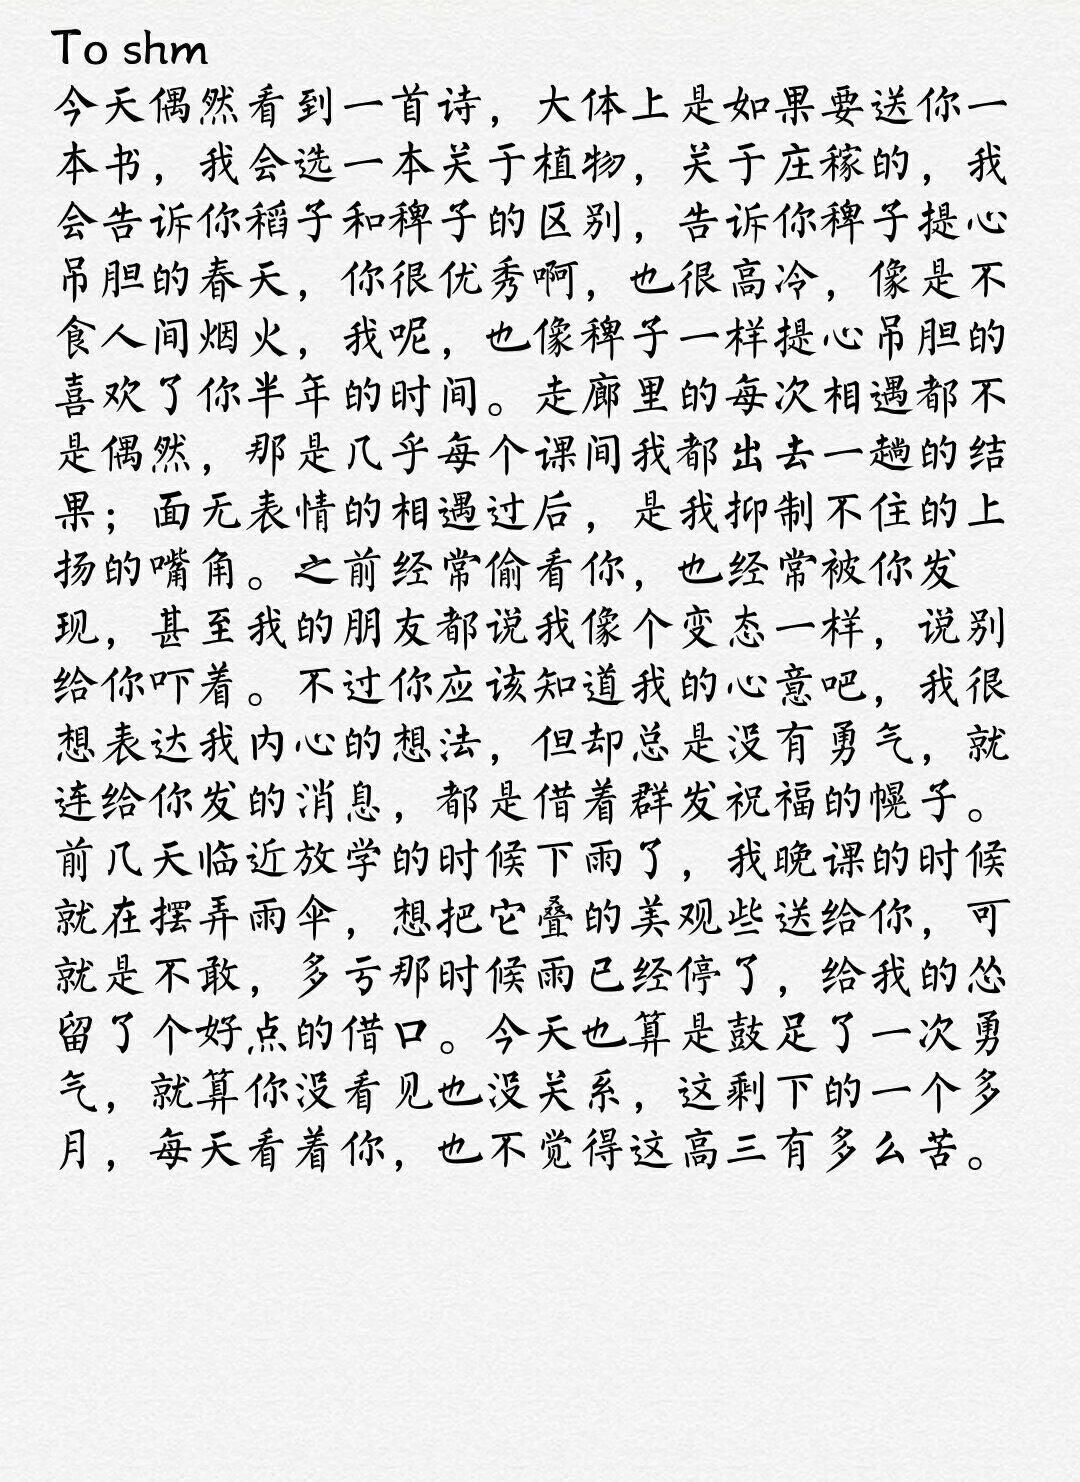 To shm
今天偶然看到一首诗，大体上是如果要送你一
本书，我会选一本关于植物，关于庄稼的，我
会告诉你稻子和稗子的区别，告诉你稗子提心
吊胆的春天，你很优秀啊，也很高冷，像是不
食人间烟火，我呢，也像稗子一样提心吊胆的
喜欢了你半年的时间。走廊里的每次相遇都不
是偶然，那是几乎每个课间我都出去一趟的结
果；面无表情的相遇过后，是我抑制不住的上
扬的嘴角。之前经常偷看你，也经常被你发
现，甚至我的朋友都说我像个变态一样，说别
给你吓着。不过你应该知道我的心意吧，我很
想表达我内心的想法，但却总是没有勇气，就
连给你发的消息，都是借着群发祝福的幌子。
前几天临近放学的时候下雨了，我晚课的时候
就在摆弄雨伞，想把它叠的美观些送给你，可
就是不敢，多亏那时候雨已经停了，给我的怂
留了个好点的借口。今天也算是鼓足了一次勇
气，就算你没看见也没关系，这剩下的一个多
月，每天看着你，也不觉得这高三有多么苦。